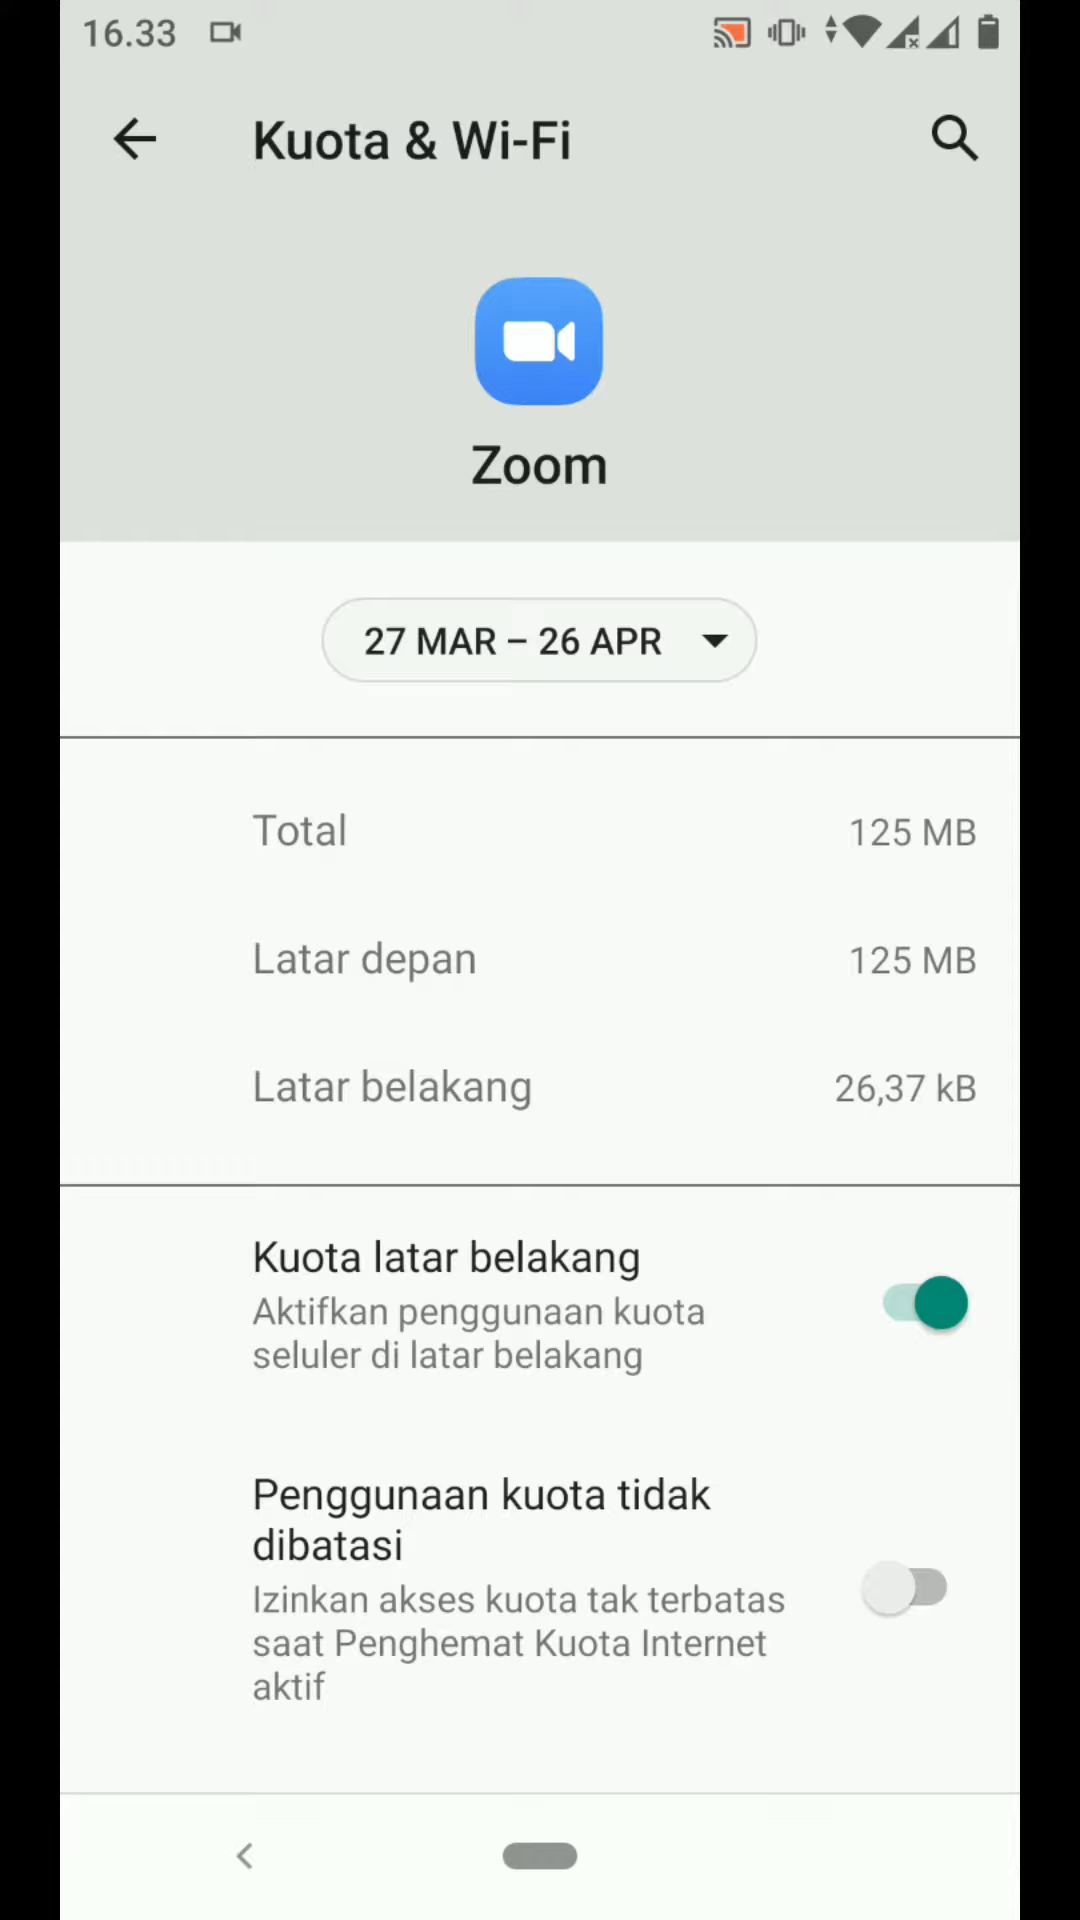 16.33
Kuota & Wi-Fi
Zoom
27 MAR – 26 APR
Total 125 MB
Latar depan 125 MB
Latar belakang 26,37 kB
Kuota latar belakang
Aktifkan penggunaan kuota
seluler di latar belakang
Penggunaan kuota tidak
dibatasi
Izinkan akses kuota tak terbatas
saat Penghemat Kuota Internet
aktif